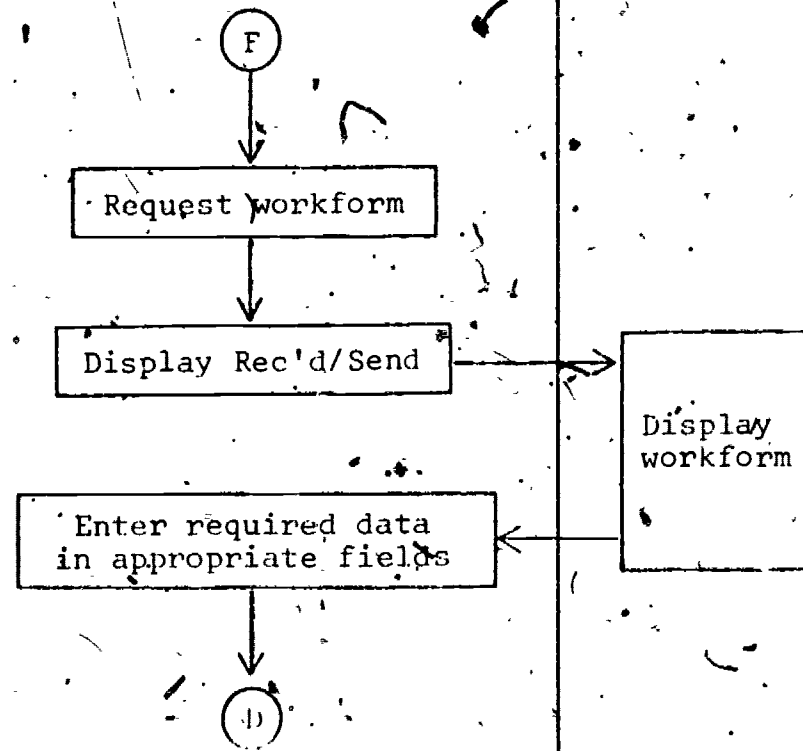 F
Request workform
Display Rec'd/Send
Display
workform
Enter required data
in appropriate fields
D